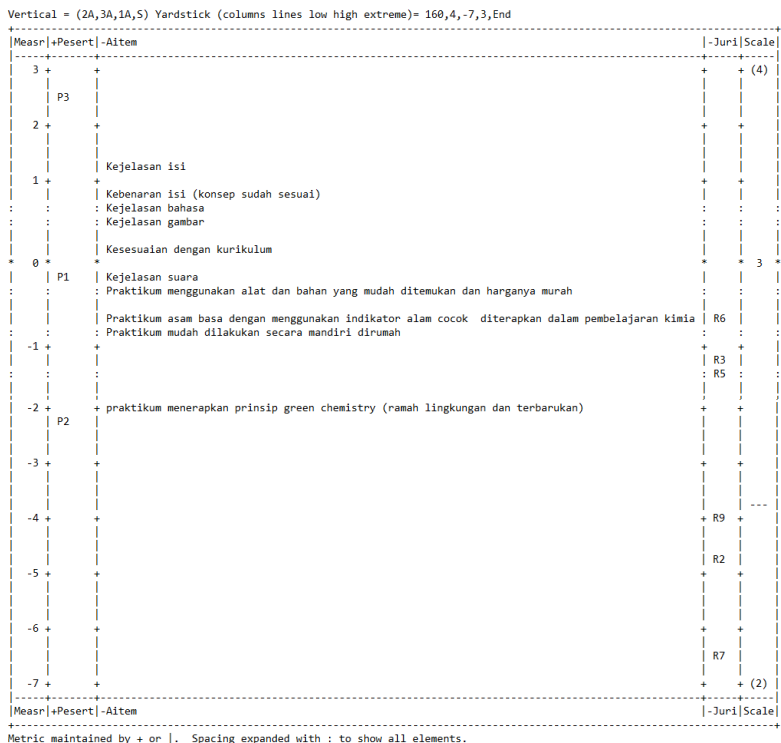 Vertical = (2A,3A,1A,S) Yardstick (columns lines low high extreme)= 160,4,-7,3,End
|Measr|+Pesert|-Aitem |-Juri|Scale|
3 + + + + (4)
P3
2 + + + +
Kejelasan isi
1 + + + +
Kebenaran isi (konsep sudah sesuai)
: : : Kejelasan bahasa : : :
: : : Kejelasan gambar : : :
Kesesuaian dengan kurikulum
* 0 * * * * 3 *
P1 | Kejelasan suara
: : : Praktikum menggunakan alat dan bahan yang mudah ditemukan dan harganya murah : : :
Praktikum asam basa dengan menggunakan indikator alam cocok diterapkan dalam pembelajaran kimia | R6
: : : Praktikum mudah dilakukan secara mandiri dirumah : : :
-1 + + + +
R3
: : : : R5 : :
-2 + + praktikum menerapkan prinsip green chemistry (ramah lingkungan dan terbarukan) + +
P2
-3 + + + +
---
-4 + + + R9 +
R2
-5 + + + +
-6 + + + +
R7
-7 + + + + (2)
|Measr|+Pesert|-Aitem |-Juri|Scale|
Metric maintained by + or |. Spacing expanded with : to show all elements.